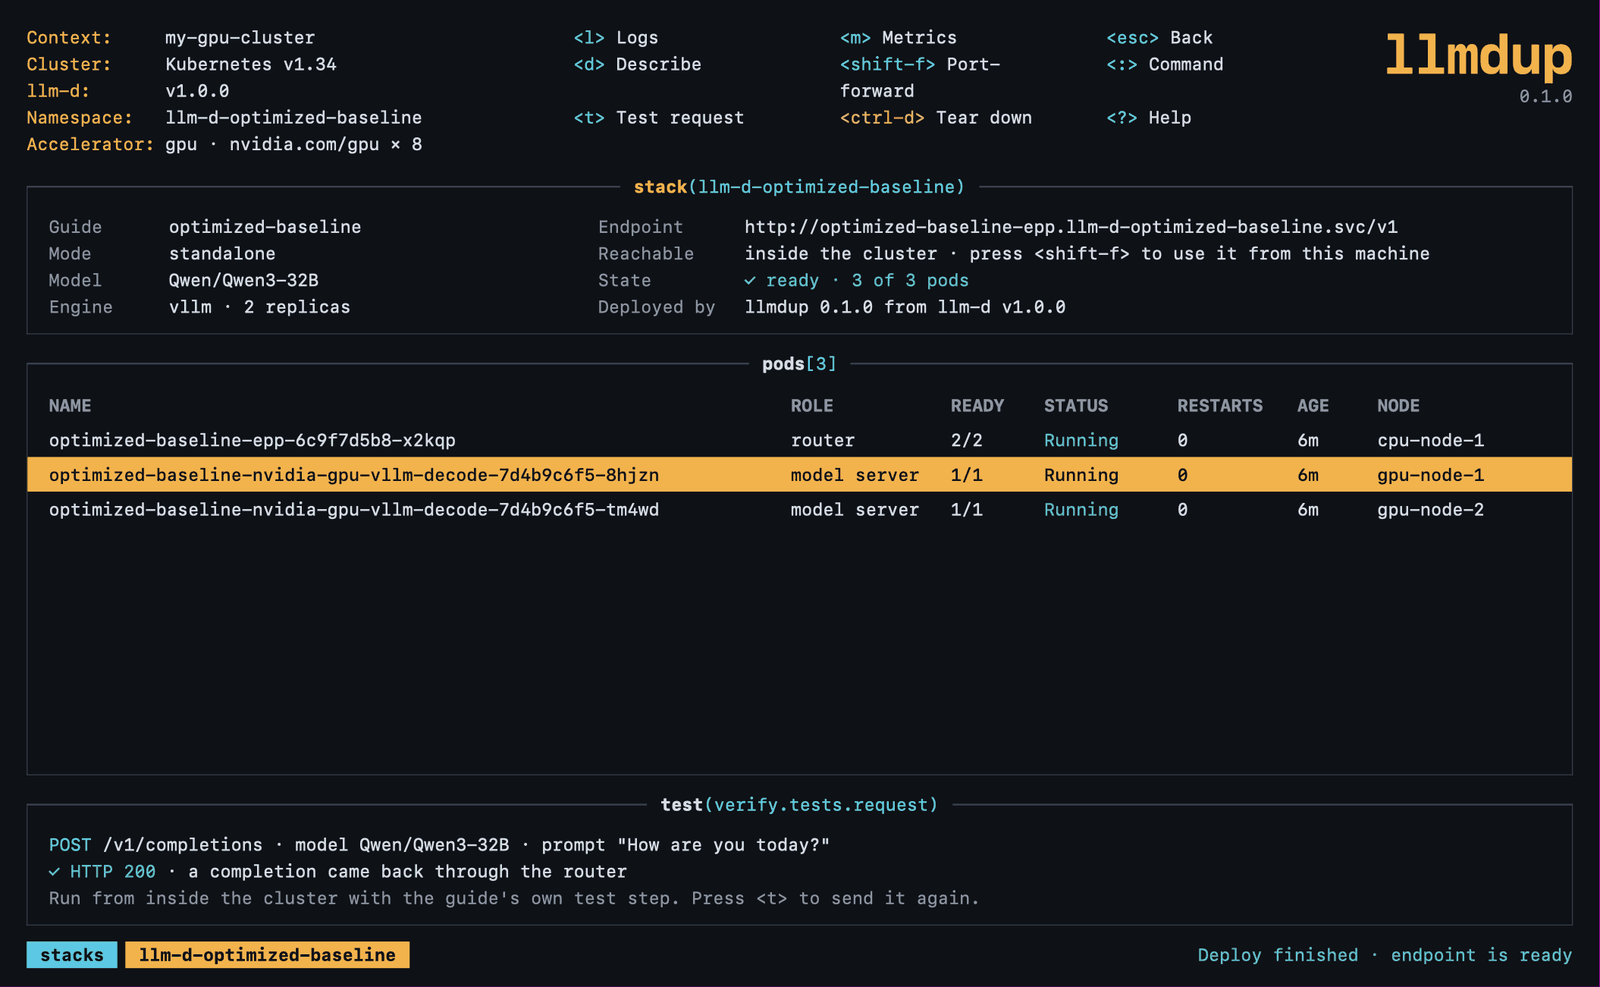 Context: my-gpu-cluster <l> Logs <m> Metrics <esc> Back llmdup
Cluster: Kubernetes v1.34 <d> Describe <shift-f> Port- <:> Command
llm-d: v1.0.0 forward 0.1.0
Namespace: llm-d-optimized-baseline <t> Test request <ctrl-d> Tear down <?> Help
Accelerator: gpu · nvidia.com/gpu × 8
stack(llm-d-optimized-baseline)
Guide optimized-baseline Endpoint http://optimized-baseline-epp.llm-d-optimized-baseline.svc/v1
Mode standalone Reachable inside the cluster · press <shift-f> to use it from this machine
Model Qwen/Qwen3-32B State ✓ ready · 3 of 3 pods
Engine vllm · 2 replicas Deployed by llmdup 0.1.0 from llm-d v1.0.0
pods[3]
NAME ROLE READY STATUS RESTARTS AGE NODE
optimized-baseline-epp-6c9f7d5b8-x2kqp router 2/2 Running 0 6m cpu-node-1
optimized-baseline-nvidia-gpu-vllm-decode-7d4b9c6f5-8hjzn model server 1/1 Running 0 6m gpu-node-1
optimized-baseline-nvidia-gpu-vllm-decode-7d4b9c6f5-tm4wd model server 1/1 Running 0 6m gpu-node-2
test(verify.tests.request)
POST /v1/completions · model Qwen/Qwen3-32B · prompt "How are you today?"
✓ HTTP 200 · a completion came back through the router
Run from inside the cluster with the guide's own test step. Press <t> to send it again.
stacks llm-d-optimized-baseline Deploy finished · endpoint is ready